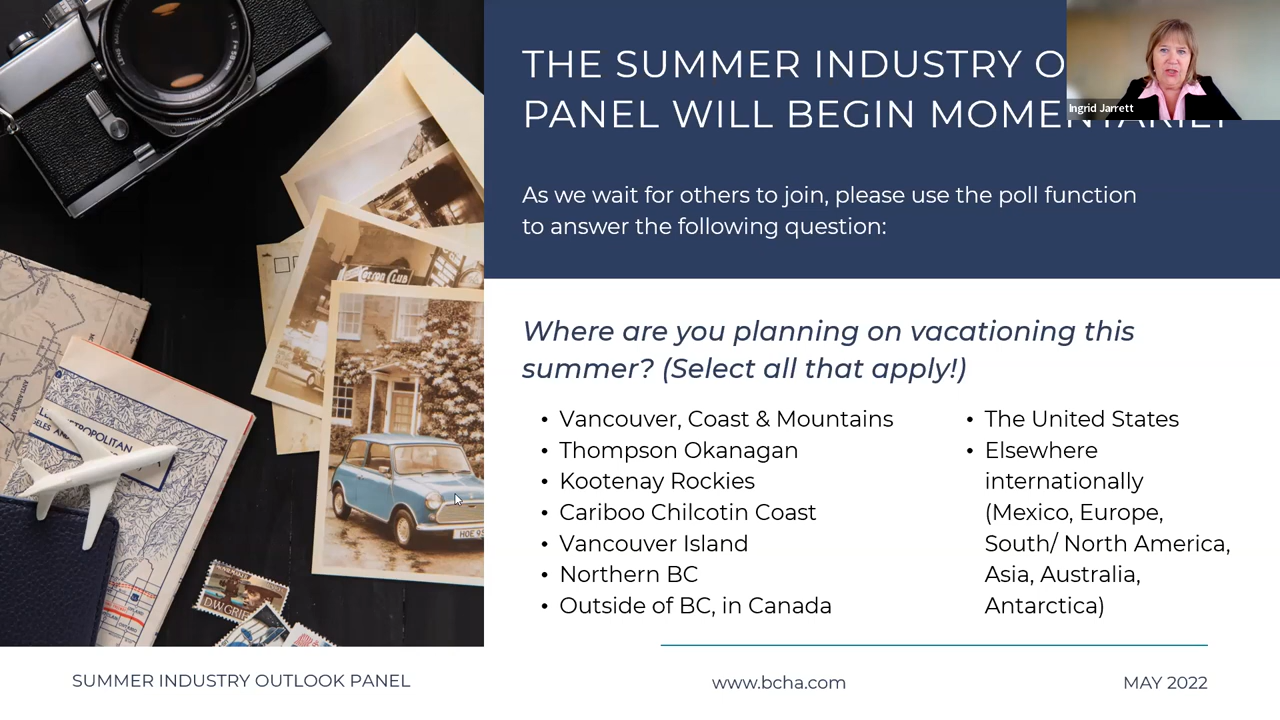 THE SUMMER INDUSTRY O
PANEL WILL BEGIN
Ingrid Jarrett
As we wait for others to join, please use the poll function
to answer the following question:
Where are you planning on vacationing this
summer? (Select all that apply!)
• Vancouver, Coast & Mountains
• Thompson Okanagan
• Kootenay Rockies
• Cariboo Chilcotin Coast
• Vancouver Island
• Northern BC
• Outside of BC, in Canada
• The United States
• Elsewhere
internationally
(Mexico, Europe,
South/ North America,
Asia, Australia,
Antarctica)
METROPOLITAN
D.W. GRIF
SUMMER INDUSTRY OUTLOOK PANEL
www.bcha.com
MAY 2022